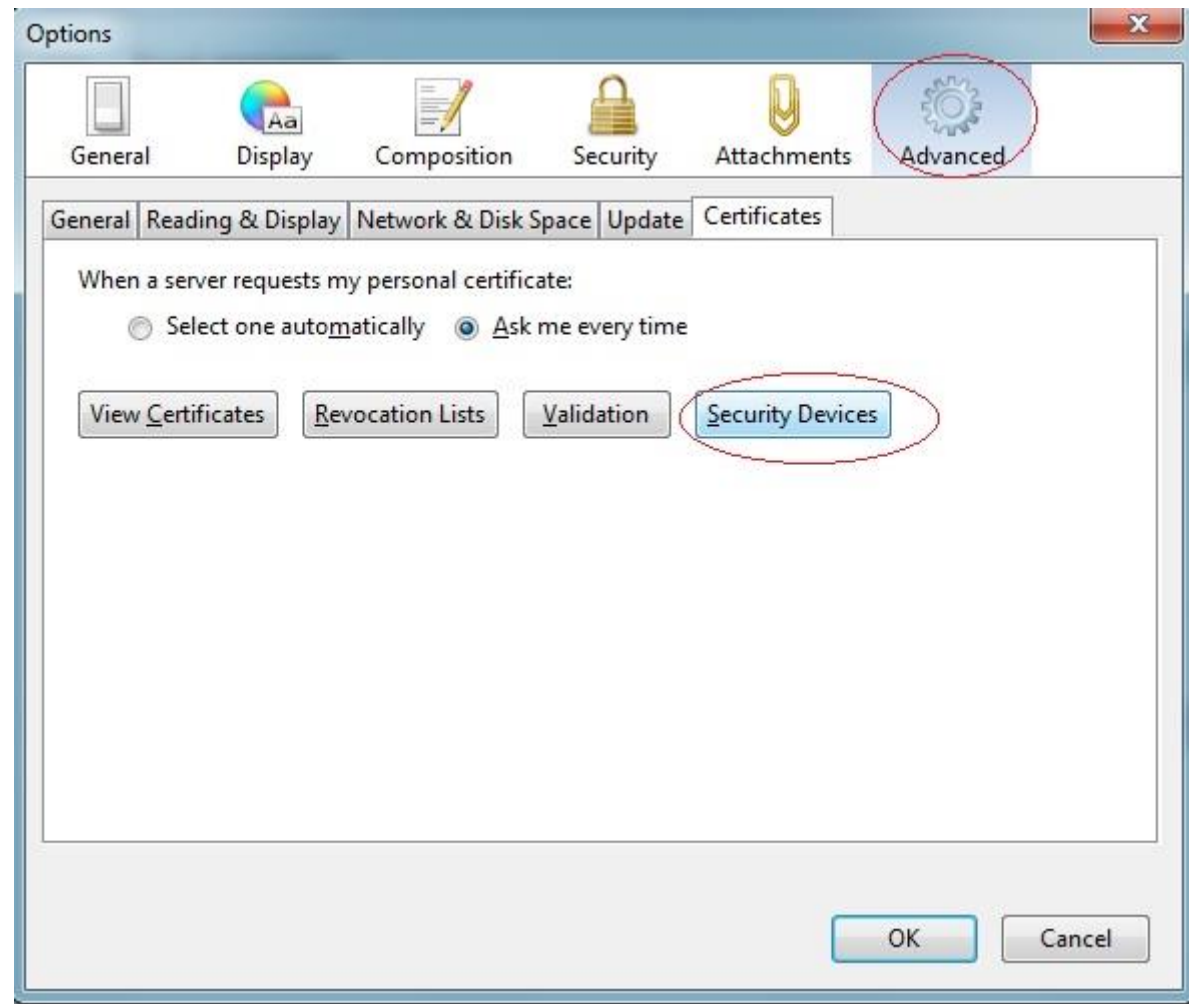 Options
Aa
General Display Composition Security Attachments Advanced
General Reading & Display Network & Disk Space Update Certificates
When a server requests my personal certificate:
Select one automatically Ask me every time
View Certificates Revocation Lists Validation Security Devices
OK Cancel